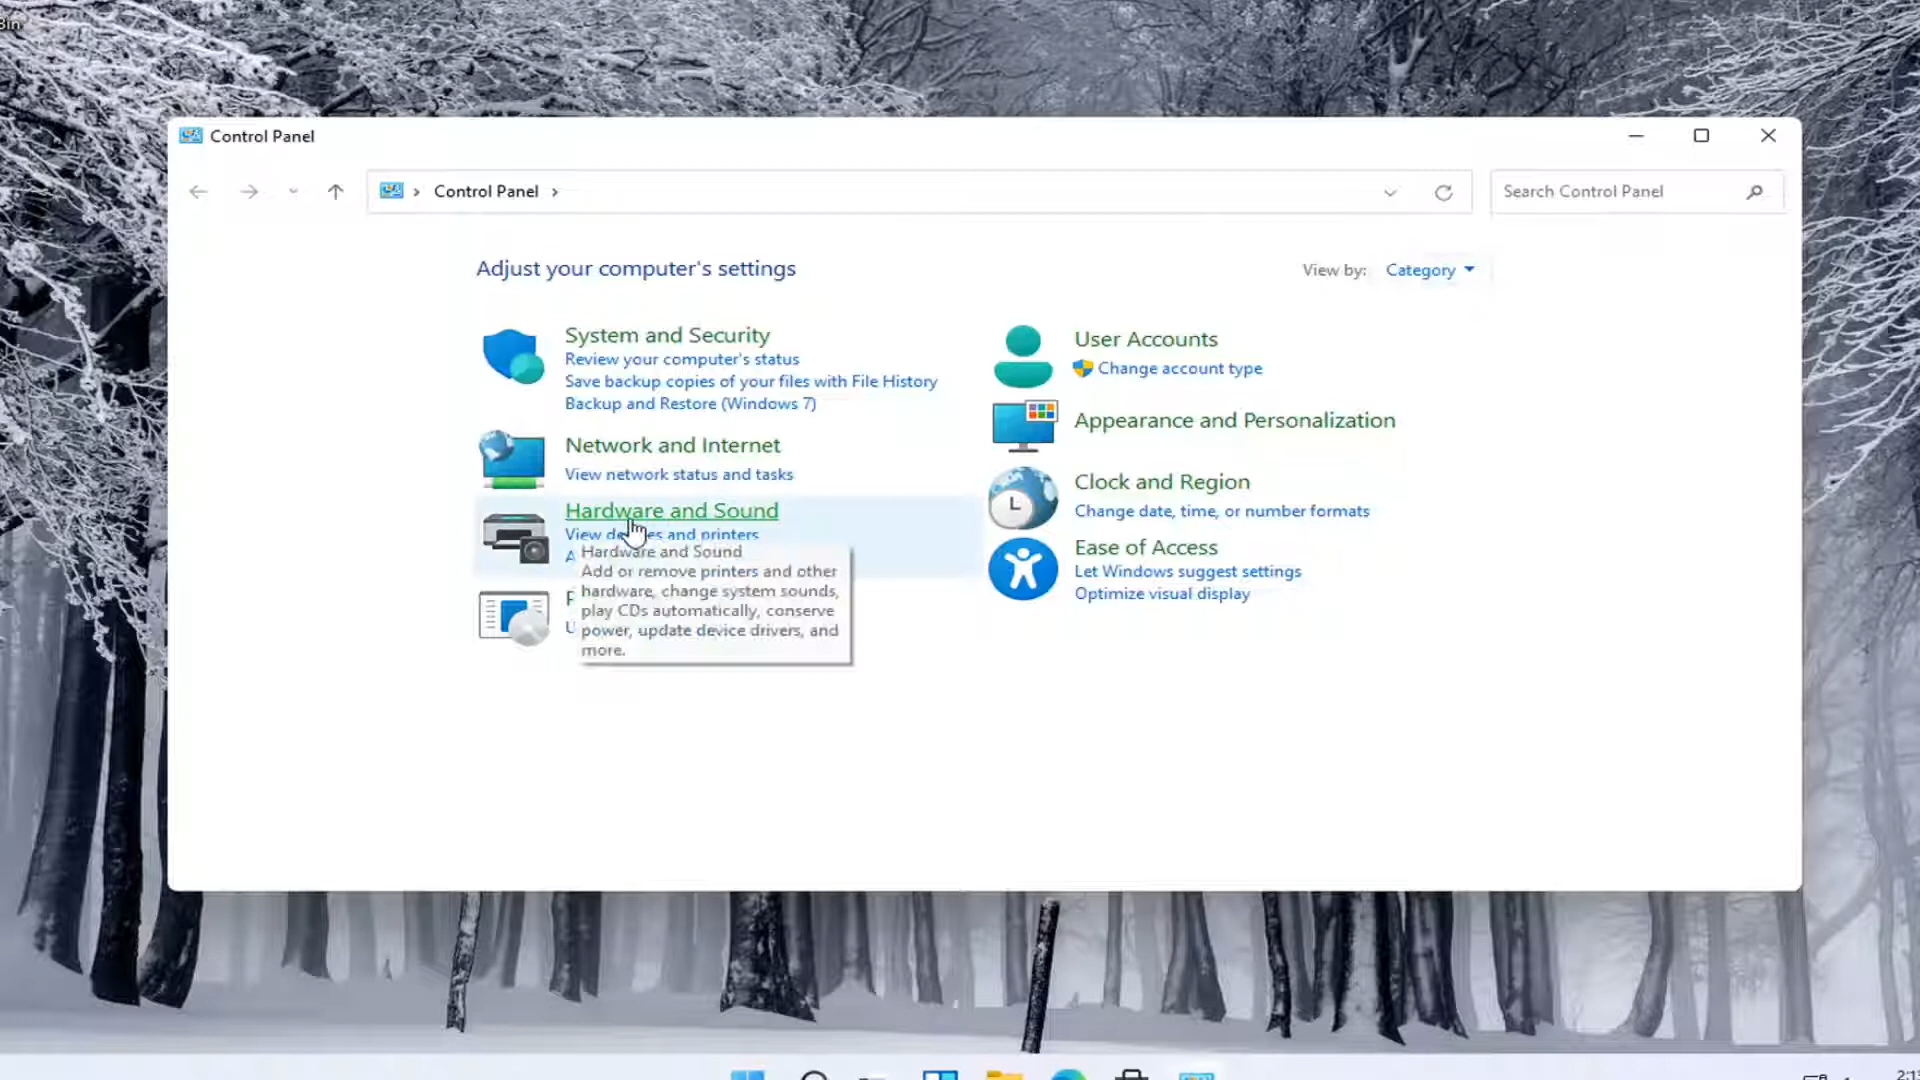 Bin
Control Panel
Control Panel
Search Control Panel
Adjust your computer's settings
View by: Category
System and Security
Review your computer's status
Save backup copies of your files with File History
Backup and Restore (Windows 7)
Network and Internet
View network status and tasks
Hardware and Sound
View devices and printers
A
Hardware and Sound
Add or remove printers and other
hardware, change system sounds,
play CDs automatically, conserve
power, update device drivers, and
more.
P
U
User Accounts
Change account type
Appearance and Personalization
Clock and Region
Change date, time, or number formats
Ease of Access
Let Windows suggest settings
Optimize visual display